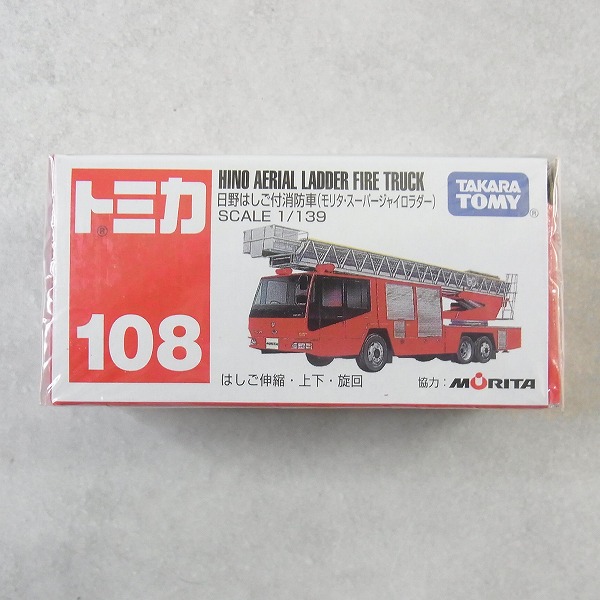 トミカ®
108
HINO AERIAL LADDER FIRE TRUCK
日野はしご付消防車(モリタ・スーパージャイロラダー)
SCALE 1/139
TAKARA
TOMY®
MORITA
はしご伸縮・上下・旋回
協力:MORITA